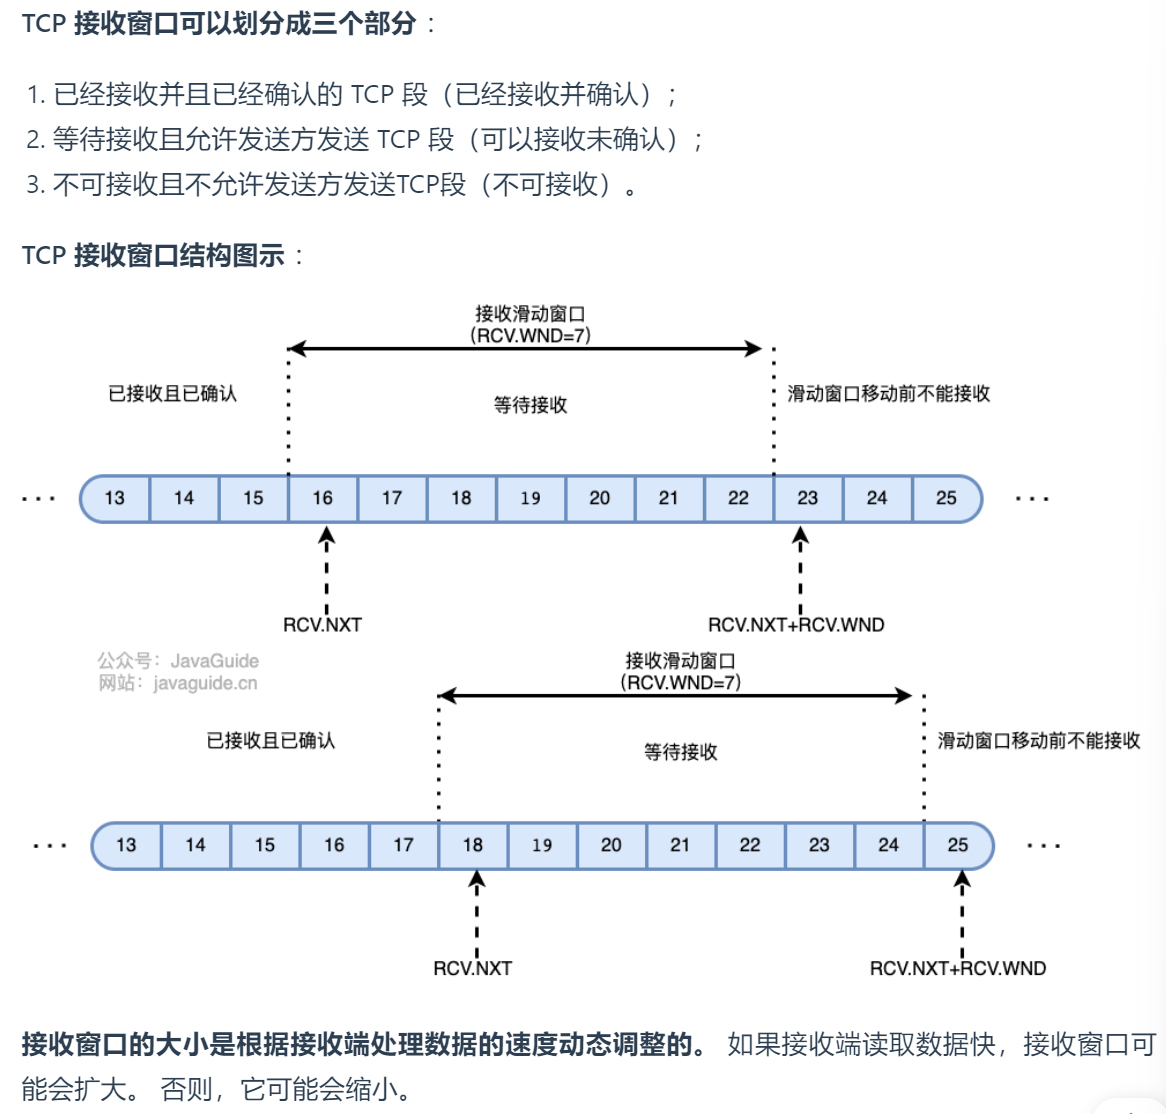 TCP 接收窗口可以划分成三个部分：
1. 已经接收并且已经确认的 TCP 段（已经接收并确认）；
2. 等待接收且允许发送方发送 TCP 段（可以接收未确认）；
3. 不可接收且不允许发送方发送TCP段（不可接收）。
TCP 接收窗口结构图示：
接收滑动窗口
(RCV.WND=7)
已接收且已确认
等待接收
滑动窗口移动前不能接收
··· 13 14 15 16 17 18 19 20 21 22 23 24 25 ···
RCV.NXT
RCV.NXT+RCV.WND
公众号：JavaGuide
网站：javaguide.cn
接收滑动窗口
(RCV.WND=7)
已接收且已确认
等待接收
滑动窗口移动前不能接收
··· 13 14 15 16 17 18 19 20 21 22 23 24 25 ···
RCV.NXT
RCV.NXT+RCV.WND
接收窗口的大小是根据接收端处理数据的速度动态调整的。 如果接收端读取数据快，接收窗口可
能会扩大。 否则，它可能会缩小。